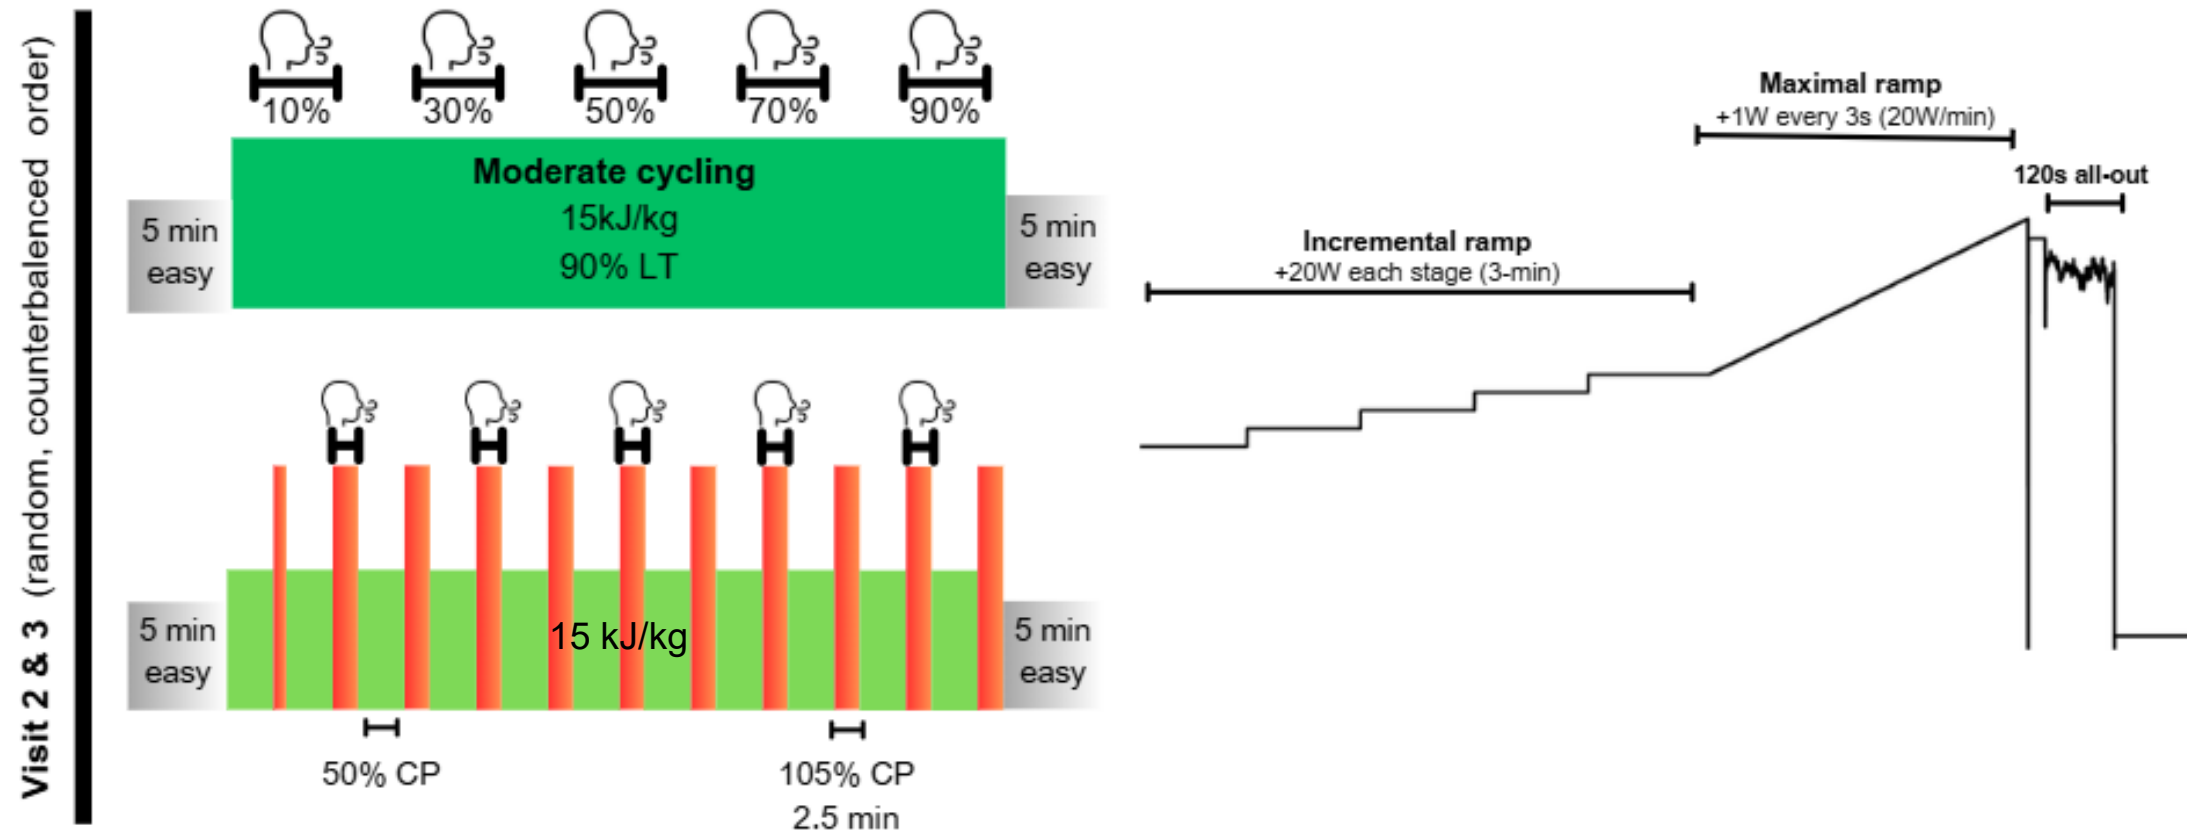 Visit 2 & 3 (random, counterbalenced order)
10%
30%
50%
70%
90%
Moderate cycling
15kJ/kg
90% LT
5 min
easy
5 min
easy
15 kJ/kg
5 min
easy
5 min
easy
50% CP
105% CP
2.5 min
Incremental ramp
+20W each stage (3-min)
Maximal ramp
+1W every 3s (20W/min)
120s all-out